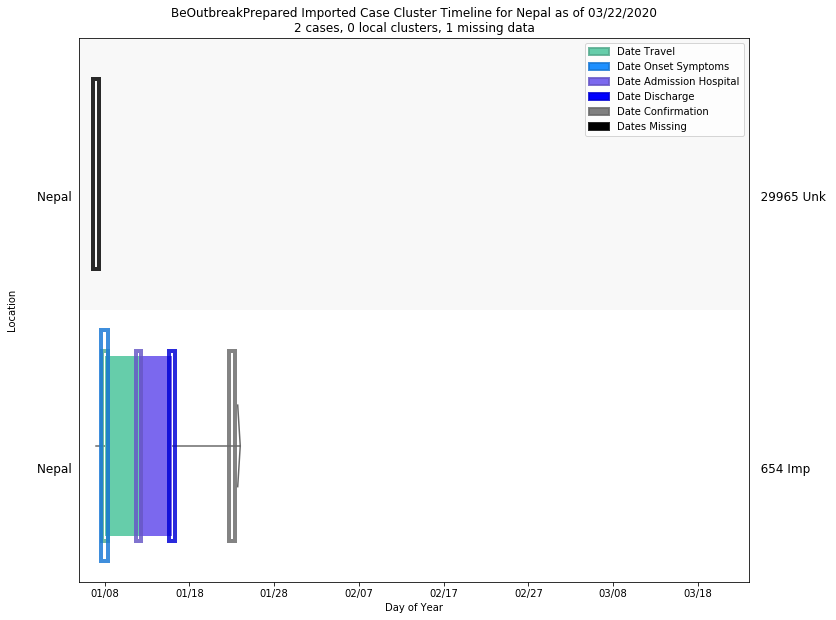 BeOutbreakPrepared Imported Case Cluster Timeline for Nepal as of 03/22/2020
2 cases, 0 local clusters, 1 missing data
Date Travel
Date Onset Symptoms
Date Admission Hospital
Date Discharge
Date Confirmation
Dates Missing
Nepal
29965 Unk
Location
Nepal
654 Imp
01/08
01/18
01/28
02/07
02/17
02/27
03/08
03/18
Day of Year